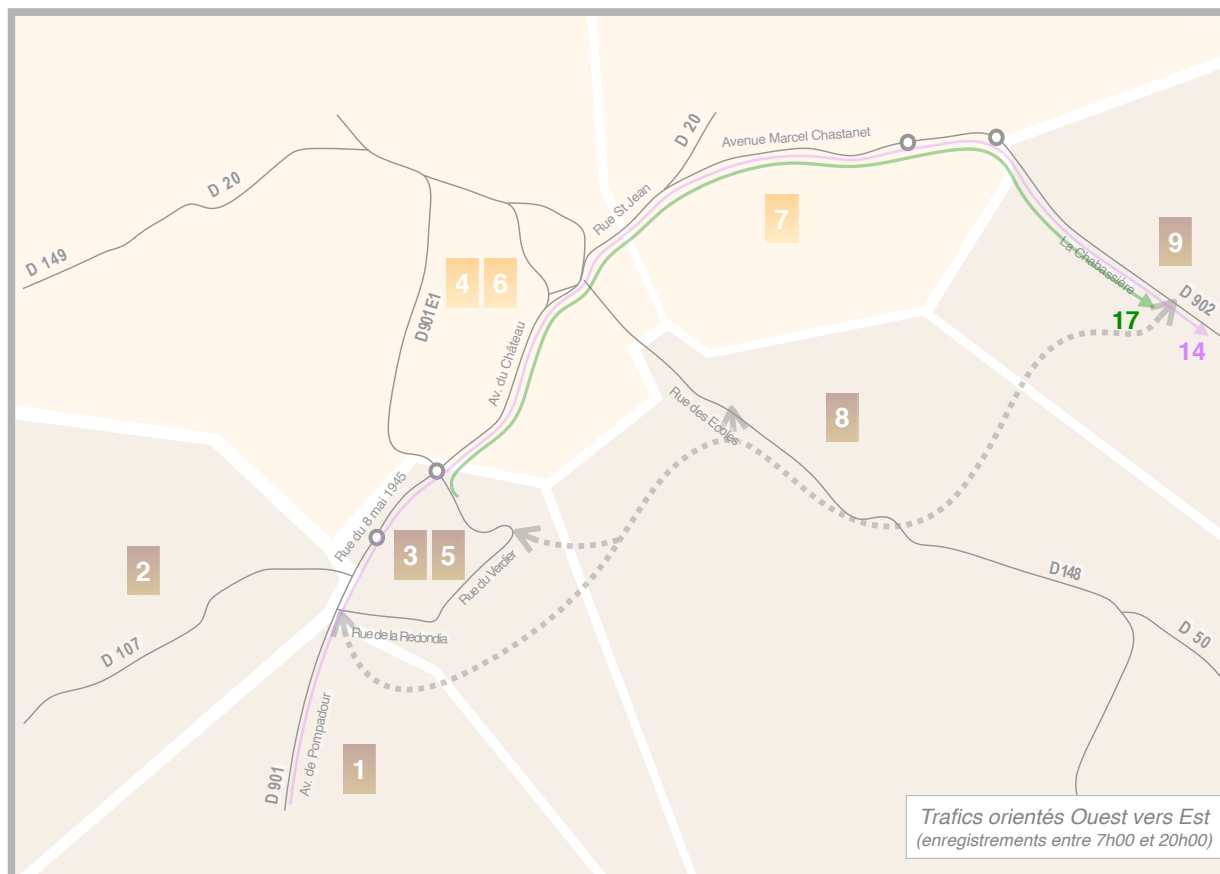 D 20
Avenue Marcel Chastanet
D 20
Rue St Jean
7
9
D 149
4
6
La Chabassière
D 902
D901E1
17
14
Av. du Château
Rue des Ecoles
8
Rue du 8 mai 1945
3
5
2
Rue du Verdier
D148
D 107
Rue de la Redondia
D 50
Av. de Pompadour
D 901
1
Trafics orientés Ouest vers Est
(enregistrements entre 7h00 et 20h00)